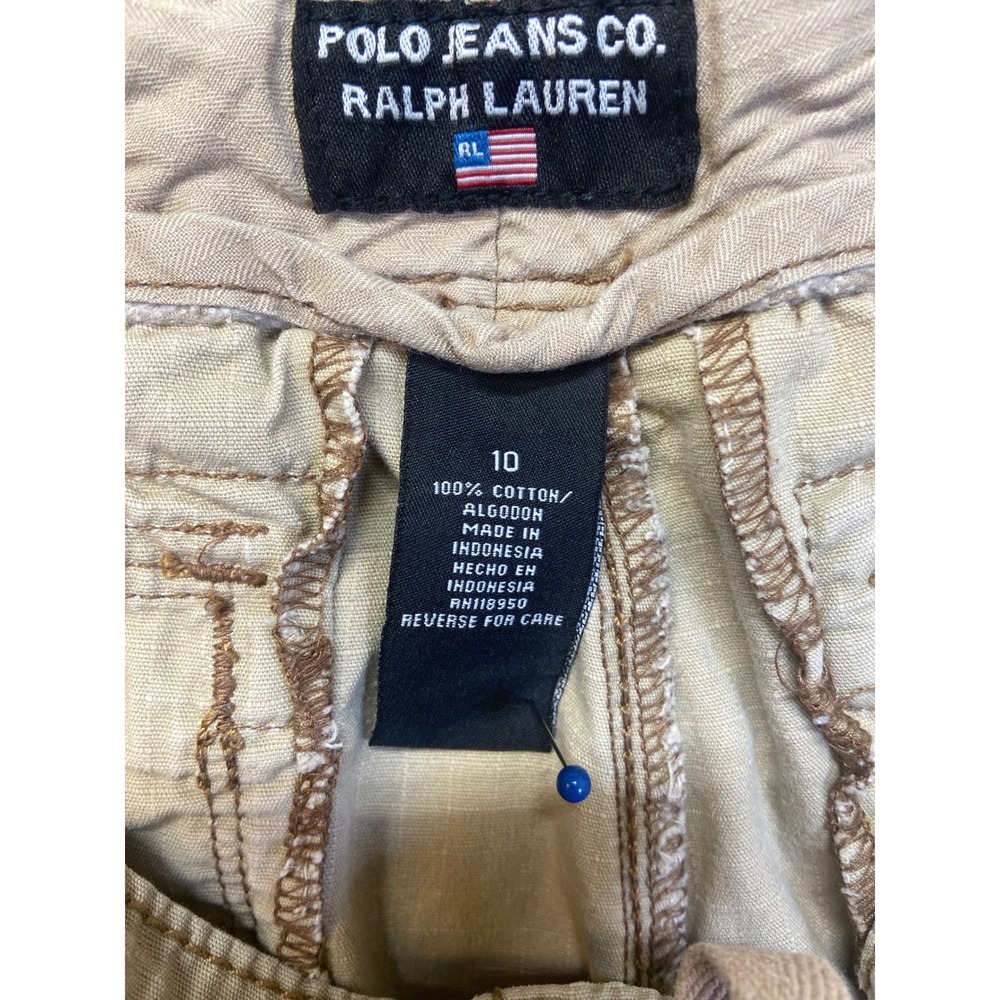 POLO JEANS CO.
RALPH LAUREN
RL
10
100% COTTON/
ALGODON
MADE IN
INDONESIA
HECHO EN
INDONESIA
RN118950
REVERSE FOR CARE